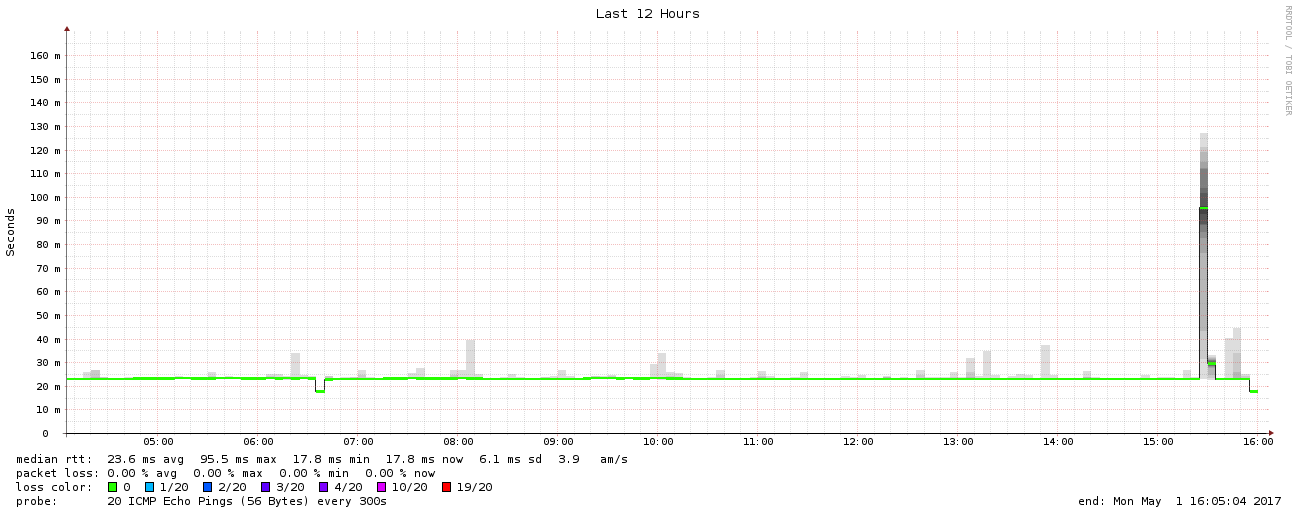 Last 12 Hours
RRDTOOL / TOBI OETIKER
Seconds
160 m
150 m
140 m
130 m
120 m
110 m
100 m
90 m
80 m
70 m
60 m
50 m
40 m
30 m
20 m
10 m
0
05:00 06:00 07:00 08:00 09:00 10:00 11:00 12:00 13:00 14:00 15:00 16:00
median rtt: 23.6 ms avg 95.5 ms max 17.8 ms min 17.8 ms now 6.1 ms sd 3.9 am/s
packet loss: 0.00 % avg 0.00 % max 0.00 % min 0.00 % now
loss color: 0 1/20 2/20 3/20 4/20 10/20 19/20
probe: 20 ICMP Echo Pings (56 Bytes) every 300s end: Mon May 1 16:05:04 2017